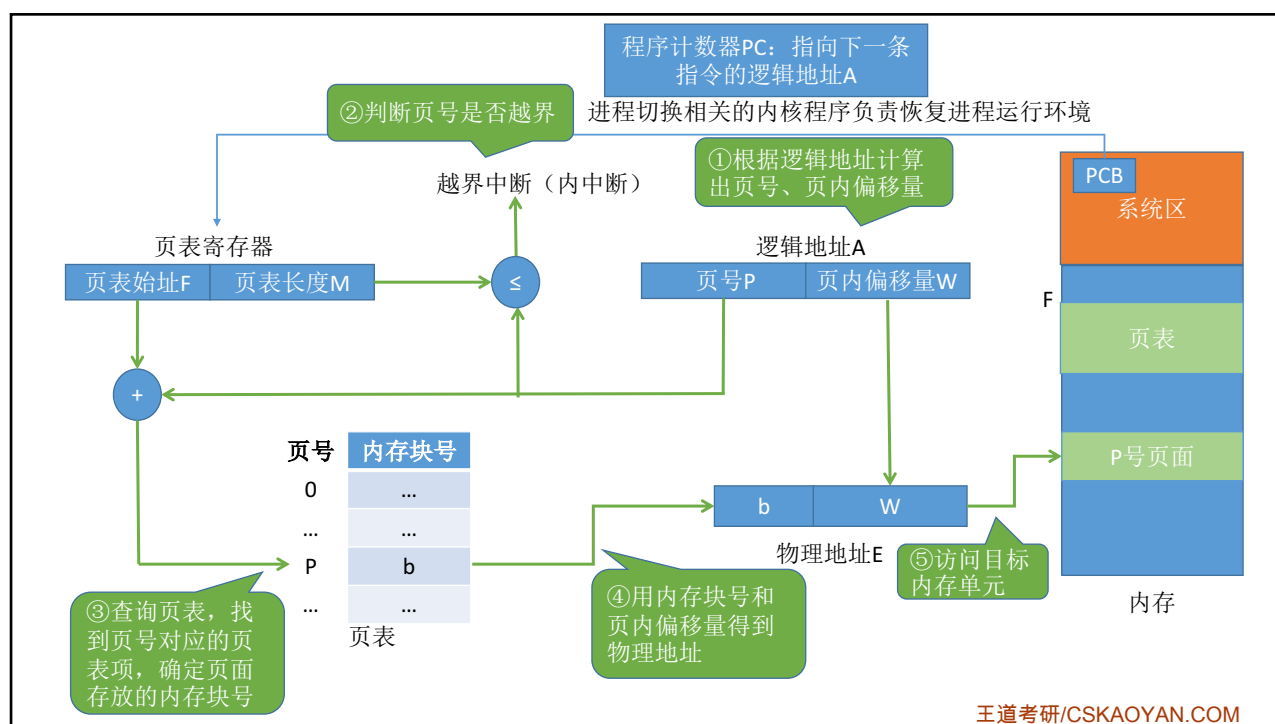 程序计数器PC：指向下一条
指令的逻辑地址A
②判断页号是否越界
进程切换相关的内核程序负责恢复进程运行环境
①根据逻辑地址计算
出页号、页内偏移量
越界中断（内中断）
PCB
系统区
页表寄存器
逻辑地址A
页表始址F
页表长度M
≤
页号P
页内偏移量W
F
页表
+
页号
内存块号
P号页面
0
...
...
...
b
W
P
b
物理地址E
⑤访问目标
内存单元
...
...
内存
③查询页表，找
到页号对应的页
表项，确定页面
存放的内存块号
页表
④用内存块号和
页内偏移量得到
物理地址
王道考研/CSKAOYAN.COM